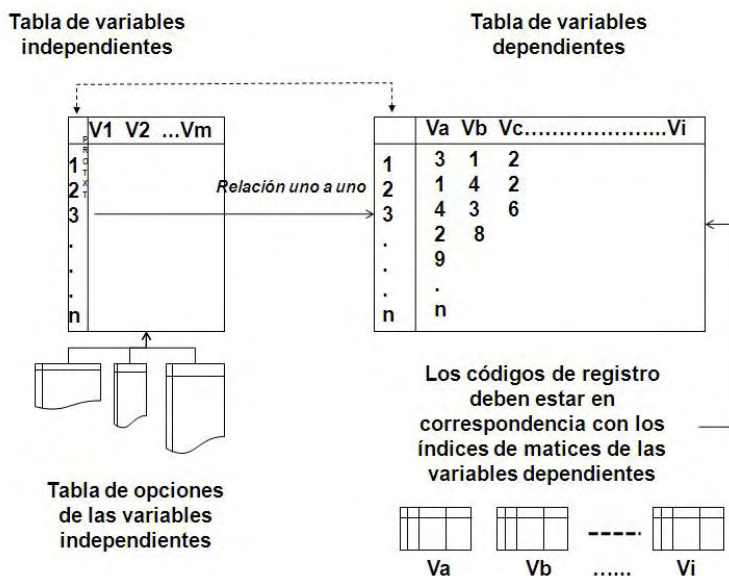 Tabla de variables
independientes
Tabla de variables
dependientes
V1 V2 ...Vm
PROTXT
1
2
3
.
.
.
n
Relación uno a uno
Va Vb Vc.......................Vi
1 3 1 2
2 1 4 2
3 4 3 6
. 2 8
. 9
. .
n n
Tabla de opciones
de las variables
independientes
Los códigos de registro
deben estar en
correspondencia con los
índices de matices de las
variables dependientes
Va Vb ...... Vi